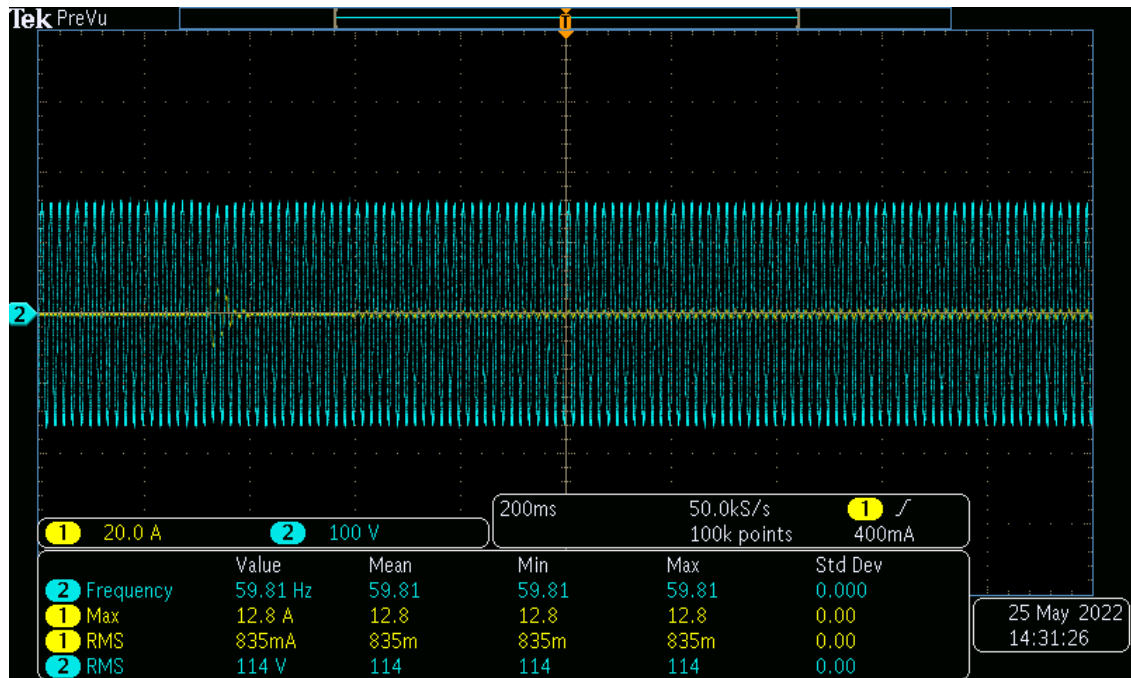 Tek PreVu
T
2
200ms 50.0kS/s 1
1 20.0 A 2 100 V 100k points 400mA
Value Mean Min Max Std Dev
2 Frequency 59.81 Hz 59.81 59.81 59.81 0.000
1 Max 12.8 A 12.8 12.8 12.8 0.00
1 RMS 835mA 835m 835m 835m 0.00
2 RMS 114 V 114 114 114 0.00
25 May 2022
14:31:26